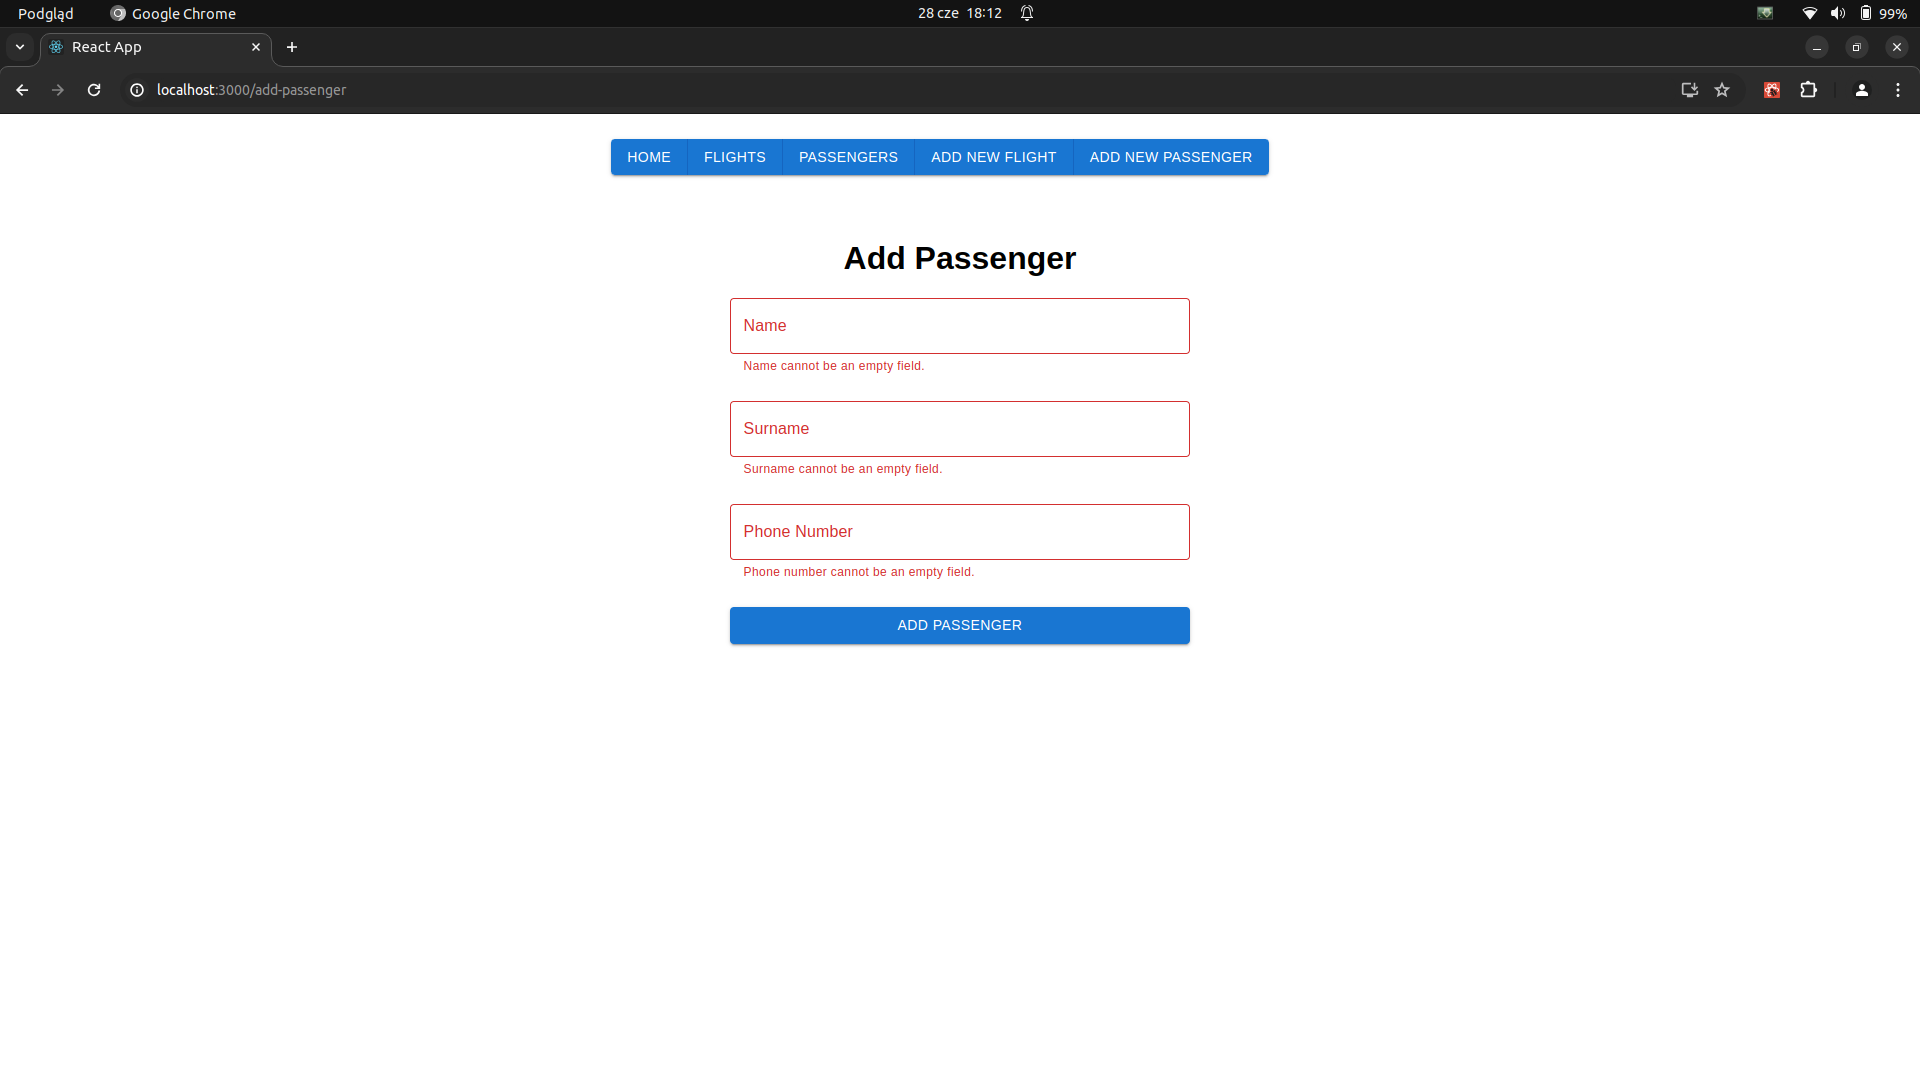 Podgląd Google Chrome 28 cze 18:12 99%
React App
localhost:3000/add-passenger
HOME FLIGHTS PASSENGERS ADD NEW FLIGHT ADD NEW PASSENGER
Add Passenger
Name
Name cannot be an empty field.
Surname
Surname cannot be an empty field.
Phone Number
Phone number cannot be an empty field.
ADD PASSENGER